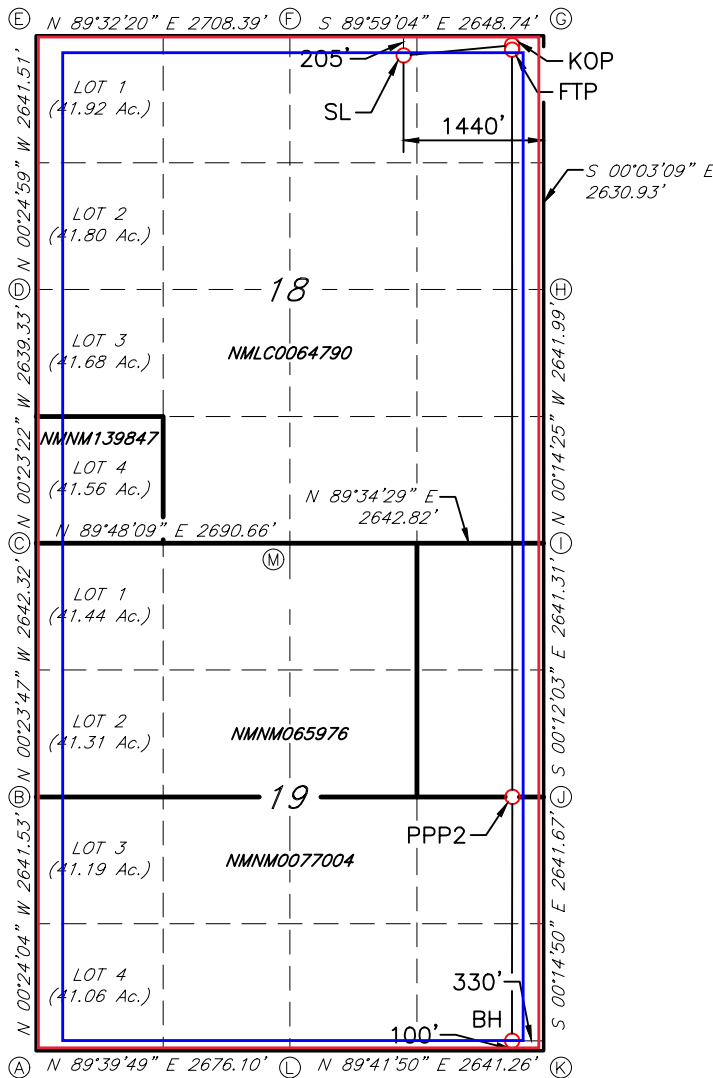 E N 89°32'20" E 2708.39' F S 89°59'04" E 2648.74' G
205'
KOP
FTP
SL
1440'
LOT 1
(41.92 Ac.)
N 00°24'59" W 2641.51'
S 00°03'09" E
2630.93'
LOT 2
(41.80 Ac.)
D
18
H
LOT 3
(41.68 Ac.)
NMLC0064790
N 00°23'22" W 2639.33'
N 00°14'25" W 2641.99'
NMNM139847
LOT 4
(41.56 Ac.)
N 89°34'29" E
2642.82'
N 89°48'09" E 2690.66'
C
M
I
LOT 1
(41.44 Ac.)
N 00°23'47" W 2642.32'
S 00°12'03" E 2641.31'
LOT 2
(41.31 Ac.)
NMNM065976
B
19
J
PPP2
LOT 3
(41.19 Ac.)
NMNM0077004
N 00°24'04" W 2641.53'
S 00°14'50" E 2641.67'
LOT 4
(41.06 Ac.)
330'
BH
100'
A N 89°39'49" E 2676.10' L N 89°41'50" E 2641.26' K